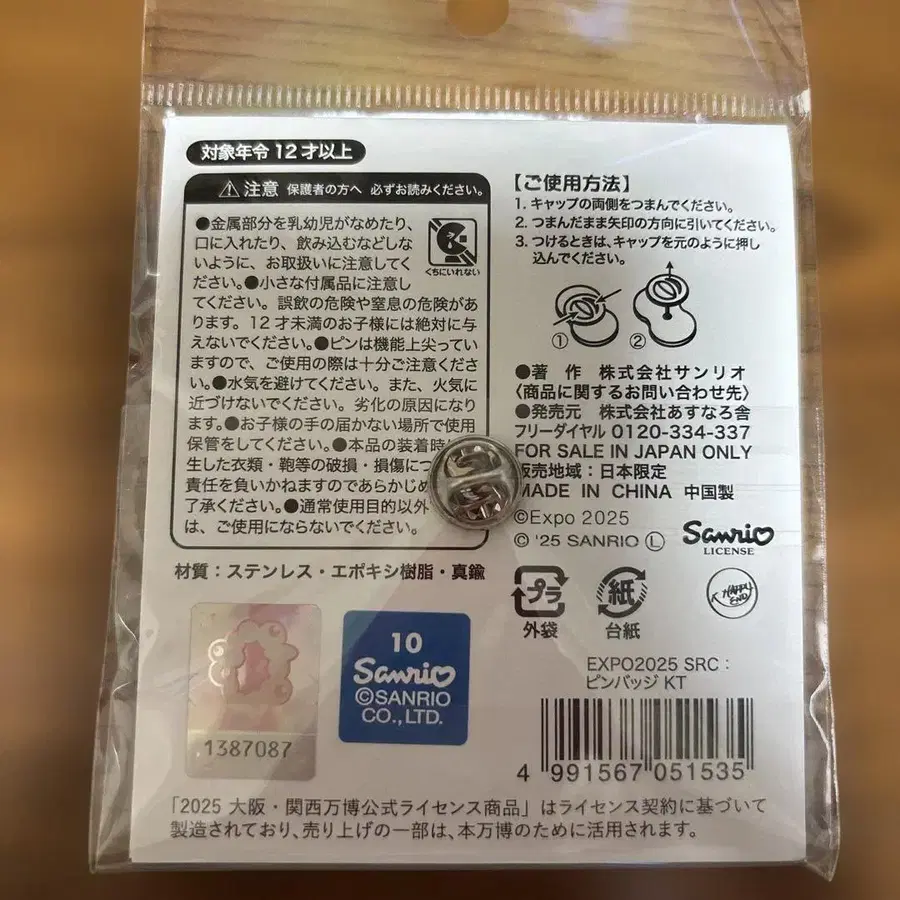 対象年令12才以上
⚠注意 保護者の方へ 必ずお読みください。
●金属部分を乳幼児がなめたり、
口に入れたり、飲み込むなどしな
いように、お取扱いに注意してく
ださい。●小さな付属品に注意し
てください。誤飲の危険や窒息の危険があ
ります。12才未満のお子様には絶対に与
えないでください。●ピンは機能上尖ってい
ますので、ご使用の際は十分ご注意くださ
い。●水気を避けてください。また、火気に
近づけないでください。劣化の原因になり
ます。●お子様の手の届かない場所で使用
保管をしてください。●本品の装着時
生した衣類・鞄等の破損・損傷につ
責任を負いかねますのであらかじめ
了承ください。●通常使用目的以外
は、ご使用にならないでください。
くちにいれない
材質：ステンレス・エポキシ樹脂・真鍮
【ご使用方法】
1. キャップの両側をつまんでください。
2. つまんだまま矢印の方向に引いてください。
3. つけるときは、キャップを元のように押し
込んでください。
① ②
●著 作 株式会社サンリオ
〈商品に関するお問い合わせ先〉
●発売元 株式会社あすなろ舎
フリーダイヤル 0120-334-337
FOR SALE IN JAPAN ONLY
販売地域：日本限定
MADE IN CHINA 中国製
©Expo 2025
© '25 SANRIO Ⓛ
Sanrio
LICENSE
プラ
外袋
紙
台紙
HAPPY
END
1387087
10
Sanrio
©SANRIO
CO.,LTD.
EXPO2025 SRC：
ピンバッジ KT
4 991567 051535
「2025 大阪・関西万博公式ライセンス商品」はライセンス契約に基づいて
製造されており、売り上げの一部は、本万博のために活用されます。